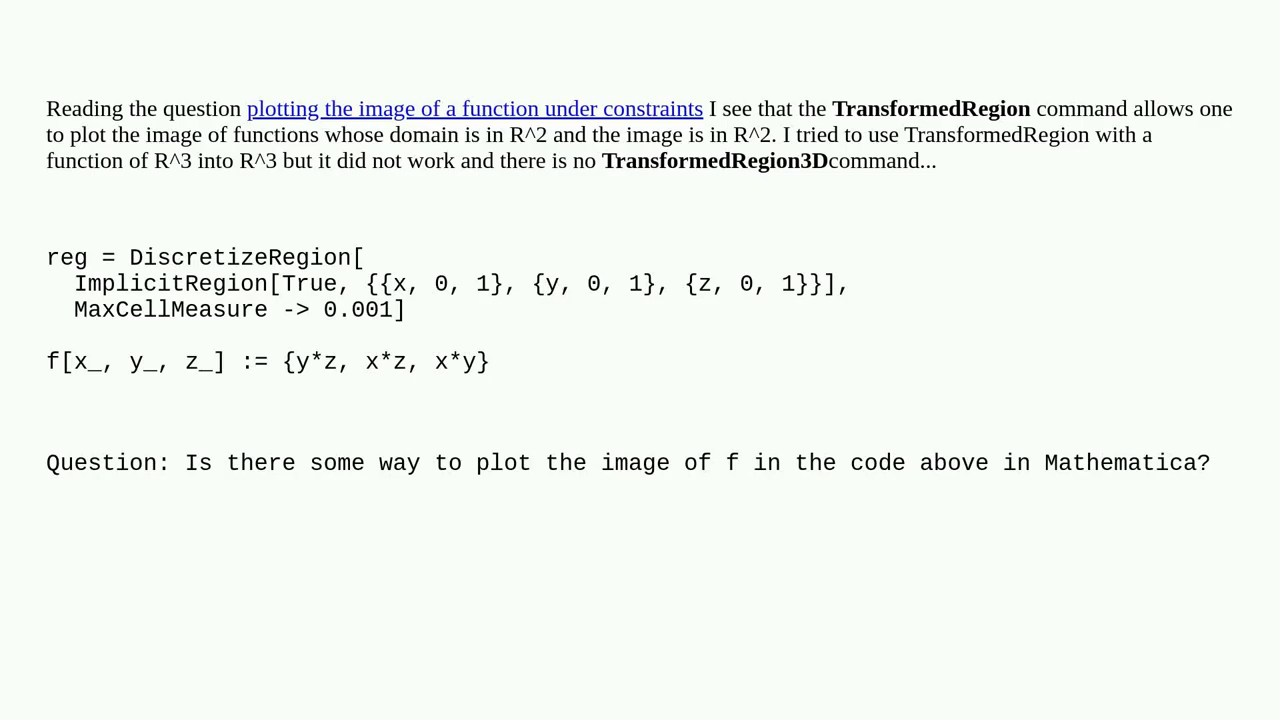 Reading the question plotting the image of a function under constraints I see that the TransformedRegion command allows one
to plot the image of functions whose domain is in R^2 and the image is in R^2. I tried to use TransformedRegion with a
function of R^3 into R^3 but it did not work and there is no TransformedRegion3Dcommand...
reg = DiscretizeRegion[
  ImplicitRegion[True, {{x, 0, 1}, {y, 0, 1}, {z, 0, 1}}],
  MaxCellMeasure -> 0.001]
f[x_, y_, z_] := {y*z, x*z, x*y}
Question: Is there some way to plot the image of f in the code above in Mathematica?